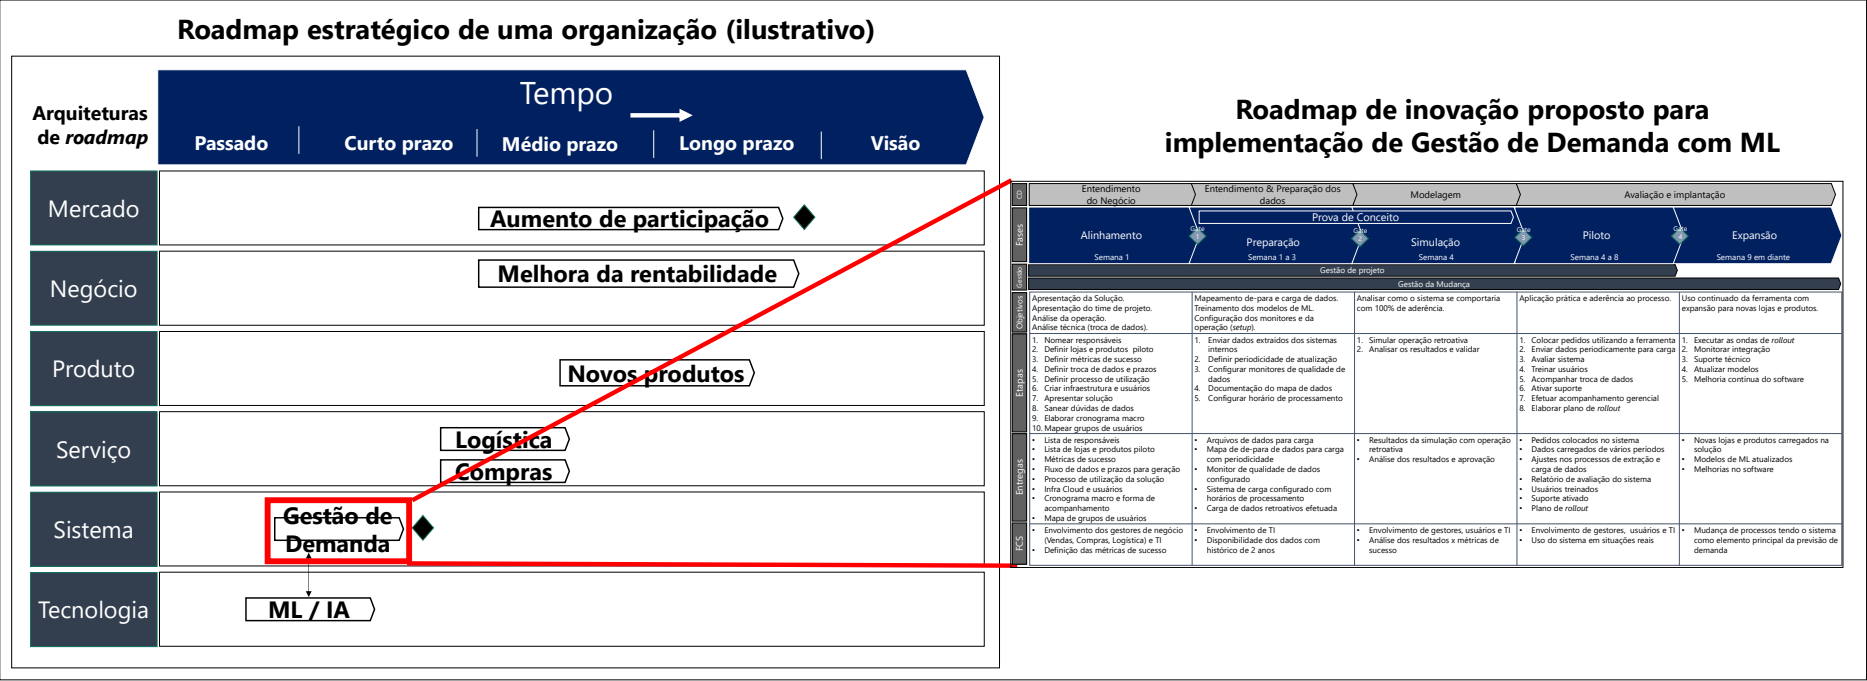 Roadmap estratégico de uma organização (ilustrativo)
Arquiteturas
de roadmap
Tempo
Passado
Curto prazo
Médio prazo
Longo prazo
Visão
Mercado
Aumento de participação
Negócio
Melhora da rentabilidade
Produto
Novos produtos
Serviço
Logística
Compras
Sistema
Gestão de
Demanda
Tecnologia
ML / IA
Roadmap de inovação proposto para
implementação de Gestão de Demanda com ML
CD
Entendimento
do Negócio
Entendimento & Preparação dos
dados
Modelagem
Avaliação e implantação
Fases
Prova de Conceito
Alinhamento
Semana 1
Gate
1
Preparação
Semana 1 a 3
Gate
2
Simulação
Semana 4
Gate
3
Piloto
Semana 4 a 8
Gate
4
Expansão
Semana 9 em diante
Gestão
Gestão de projeto
Gestão da Mudança
Objetivos
Apresentação da Solução.
Apresentação do time de projeto.
Análise da operação.
Análise técnica (troca de dados).
Mapeamento de-para e carga de dados.
Treinamento dos modelos de ML.
Configuração dos monitores e da
operação (setup).
Analisar como o sistema se comportaria
com 100% de aderência.
Aplicação prática e aderência ao processo.
Uso continuado da ferramenta com
expansão para novas lojas e produtos.
Etapas
1. Nomear responsáveis
2. Definir lojas e produtos piloto
3. Definir métricas de sucesso
4. Definir troca de dados e prazos
5. Definir processo de utilização
6. Criar infraestrutura e usuários
7. Apresentar solução
8. Sanear dúvidas de dados
9. Elaborar cronograma macro
10. Mapear grupos de usuários
1. Enviar dados extraídos dos sistemas
internos
2. Definir periodicidade de atualização
3. Configurar monitores de qualidade de
dados
4. Documentação do mapa de dados
5. Configurar horário de processamento
1. Simular operação retroativa
2. Analisar os resultados e validar
1. Colocar pedidos utilizando a ferramenta
2. Enviar dados periodicamente para carga
3. Avaliar sistema
4. Treinar usuários
5. Acompanhar troca de dados
6. Ativar suporte
7. Efetuar acompanhamento gerencial
8. Elaborar plano de rollout
1. Executar as ondas de rollout
2. Monitorar integração
3. Suporte técnico
4. Atualizar modelos
5. Melhoria contínua do software
Entregas
• Lista de responsáveis
• Lista de lojas e produtos piloto
• Métricas de sucesso
• Fluxo de dados e prazos para geração
• Processo de utilização da solução
• Infra Cloud e usuários
• Cronograma macro e forma de
acompanhamento
• Mapa de grupos de usuários
• Arquivos de dados para carga
• Mapa de de-para de dados para carga
com periodicidade
• Monitor de qualidade de dados
configurado
• Sistema de carga configurado com
horários de processamento
• Carga de dados retroativos efetuada
• Resultados da simulação com operação
retroativa
• Análise dos resultados e aprovação
• Pedidos colocados no sistema
• Dados carregados de vários períodos
• Ajustes nos processos de extração e
carga de dados
• Relatório de avaliação do sistema
• Usuários treinados
• Suporte ativado
• Plano de rollout
• Novas lojas e produtos carregados na
solução
• Modelos de ML atualizados
• Melhorias no software
FCS
• Envolvimento dos gestores de negócio
(Vendas, Compras, Logística) e TI
• Definição das métricas de sucesso
• Envolvimento de TI
• Disponibilidade dos dados com
histórico de 2 anos
• Envolvimento de gestores, usuários e TI
• Análise dos resultados x métricas de
sucesso
• Envolvimento de gestores, usuários e TI
• Uso do sistema em situações reais
• Mudança de processos tendo o sistema
como elemento principal da previsão de
demanda